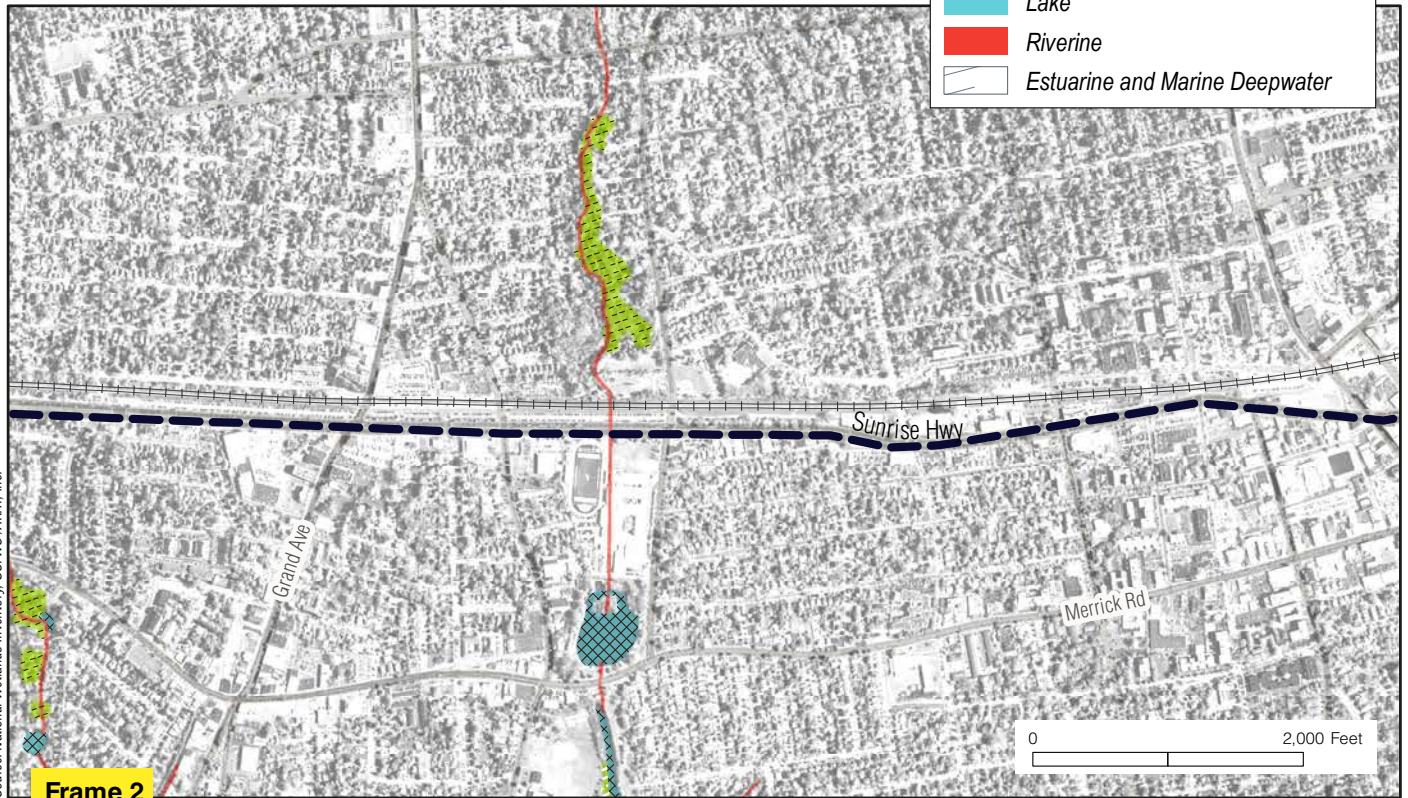 Lake
Riverine
Estuarine and Marine Deepwater
Sunrise Hwy
Grand Ave
Merrick Rd
0 2,000 Feet
Frame 2